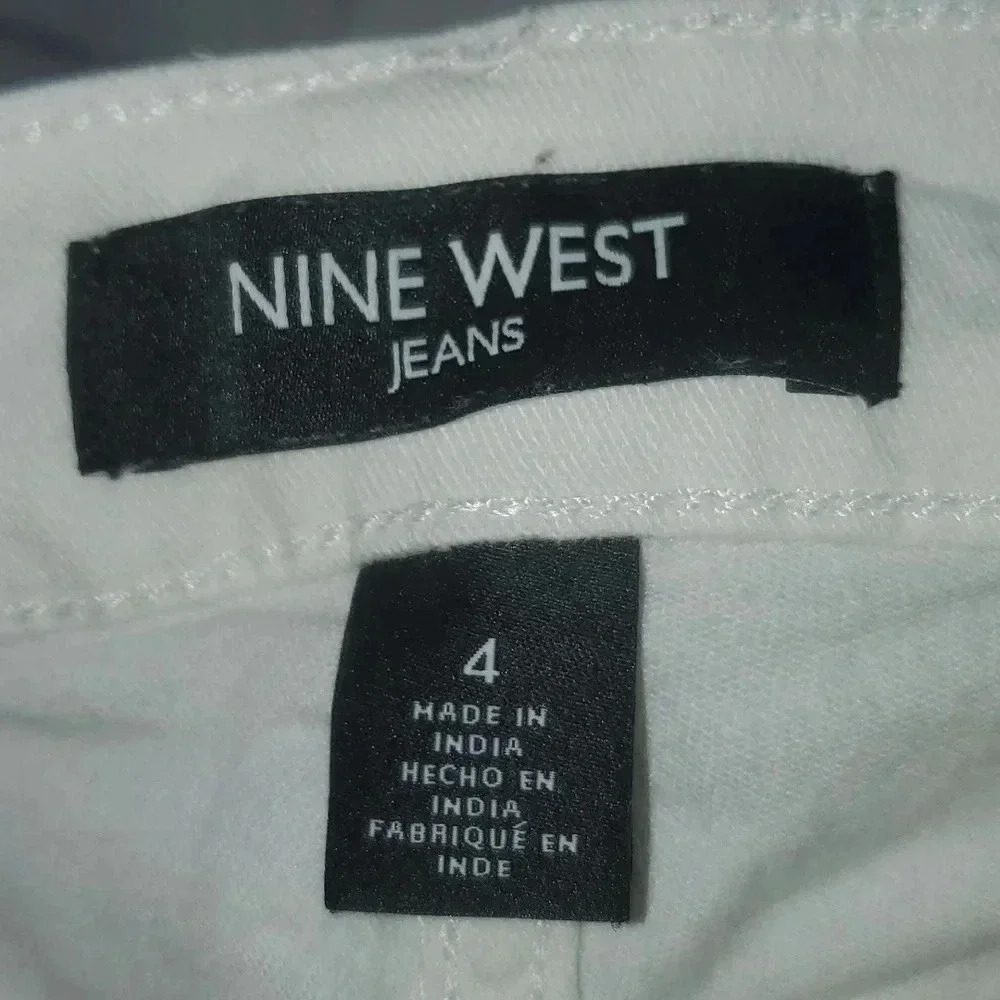 NINE WEST
JEANS
4
MADE IN
INDIA
HECHO EN
INDIA
FABRIQUÉ EN
INDE